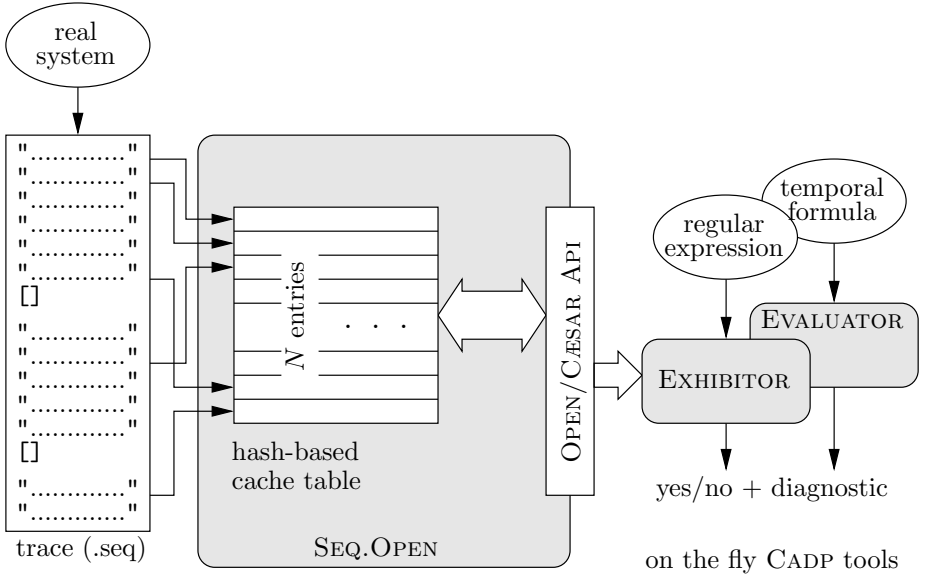 real
system
"............."
"............."
"............."
"............."
"............."
"............."
[]
"............."
"............."
"............."
"............."
"............."
[]
"............."
"............."
trace (.seq)
N entries
. . .
hash-based
cache table
SEQ.OPEN
OPEN/CÆSAR API
regular
expression
temporal
formula
EVALUATOR
EXHIBITOR
yes/no + diagnostic
on the fly CADP tools